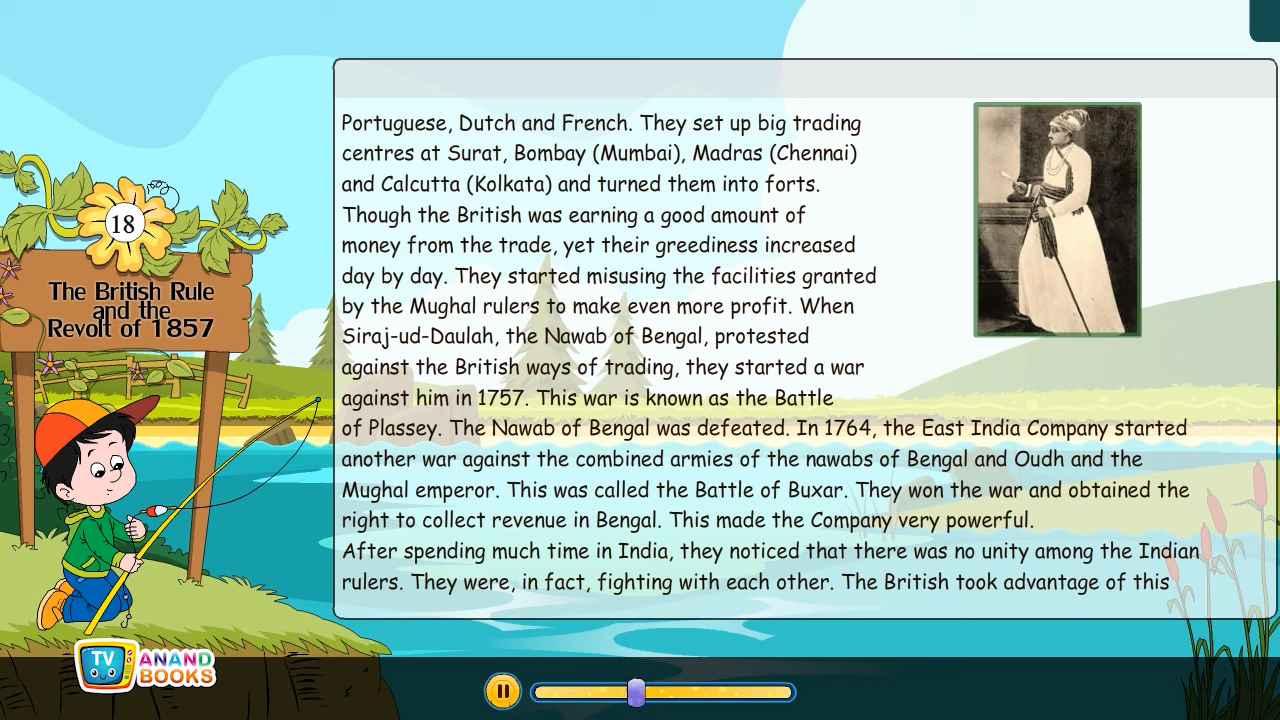 18
The British Rule
and the
Revolt of 1857
Portuguese, Dutch and French. They set up big trading
centres at Surat, Bombay (Mumbai), Madras (Chennai)
and Calcutta (Kolkata) and turned them into forts.
Though the British was earning a good amount of
money from the trade, yet their greediness increased
day by day. They started misusing the facilities granted
by the Mughal rulers to make even more profit. When
Siraj-ud-Daulah, the Nawab of Bengal, protested
against the British ways of trading, they started a war
against him in 1757. This war is known as the Battle
of Plassey. The Nawab of Bengal was defeated. In 1764, the East India Company started
another war against the combined armies of the nawabs of Bengal and Oudh and the
Mughal emperor. This was called the Battle of Buxar. They won the war and obtained the
right to collect revenue in Bengal. This made the Company very powerful.
After spending much time in India, they noticed that there was no unity among the Indian
rulers. They were, in fact, fighting with each other. The British took advantage of this
TV
ANAND
BOOKS